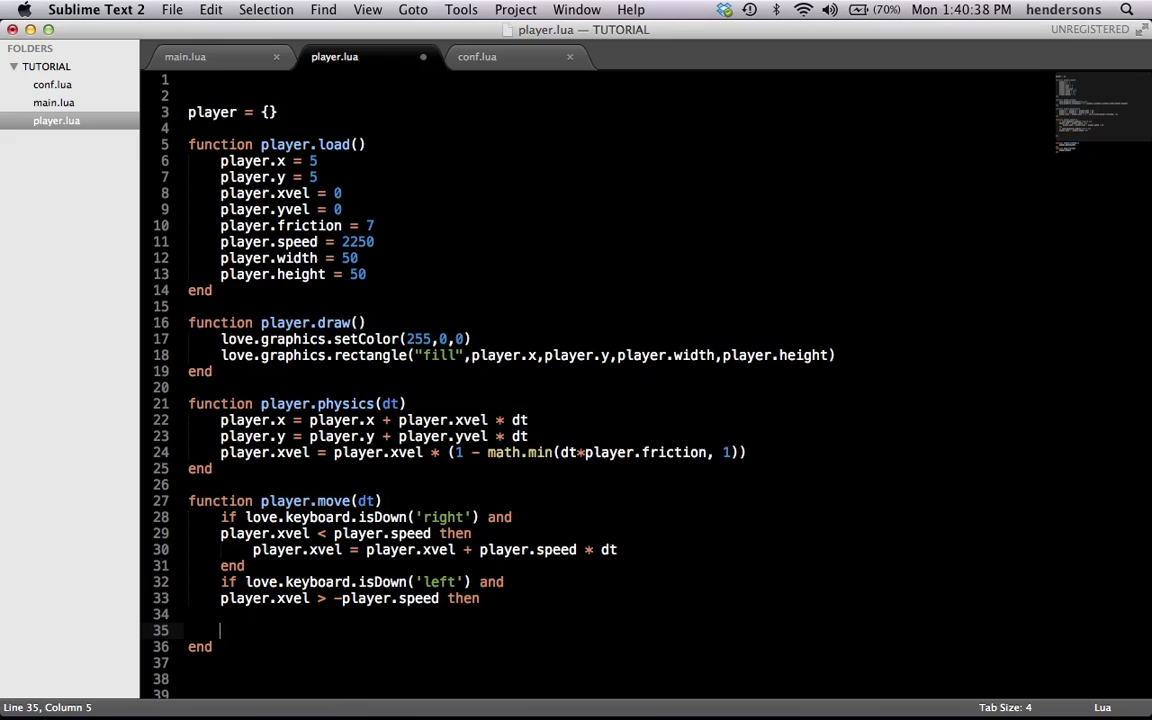 Sublime Text 2 File Edit Selection Find View Goto Tools Project Window Help (70%) Mon 1:40:38 PM hendersons
player.lua — TUTORIAL UNREGISTERED
FOLDERS
TUTORIAL
conf.lua
main.lua
player.lua
main.lua × player.lua conf.lua ×
1
2
3 player = {}
4
5 function player.load()
6 player.x = 5
7 player.y = 5
8 player.xvel = 0
9 player.yvel = 0
10 player.friction = 7
11 player.speed = 2250
12 player.width = 50
13 player.height = 50
14 end
15
16 function player.draw()
17 love.graphics.setColor(255,0,0)
18 love.graphics.rectangle("fill",player.x,player.y,player.width,player.height)
19 end
20
21 function player.physics(dt)
22 player.x = player.x + player.xvel * dt
23 player.y = player.y + player.yvel * dt
24 player.xvel = player.xvel * (1 - math.min(dt*player.friction, 1))
25 end
26
27 function player.move(dt)
28 if love.keyboard.isDown('right') and
29 player.xvel < player.speed then
30 player.xvel = player.xvel + player.speed * dt
31 end
32 if love.keyboard.isDown('left') and
33 player.xvel > -player.speed then
34
35
36 end
37
38
39
Line 35, Column 5 Tab Size: 4 Lua